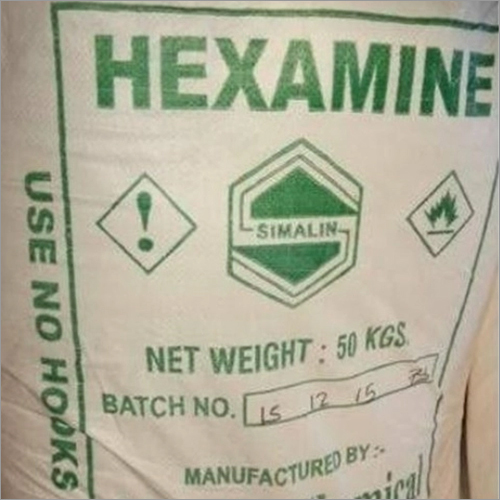 HEXAMINE
SIMALIN
USE NO HOOKS
NET WEIGHT : 50 KGS.
BATCH NO. 15 12 15
MANUFACTURED BY :-